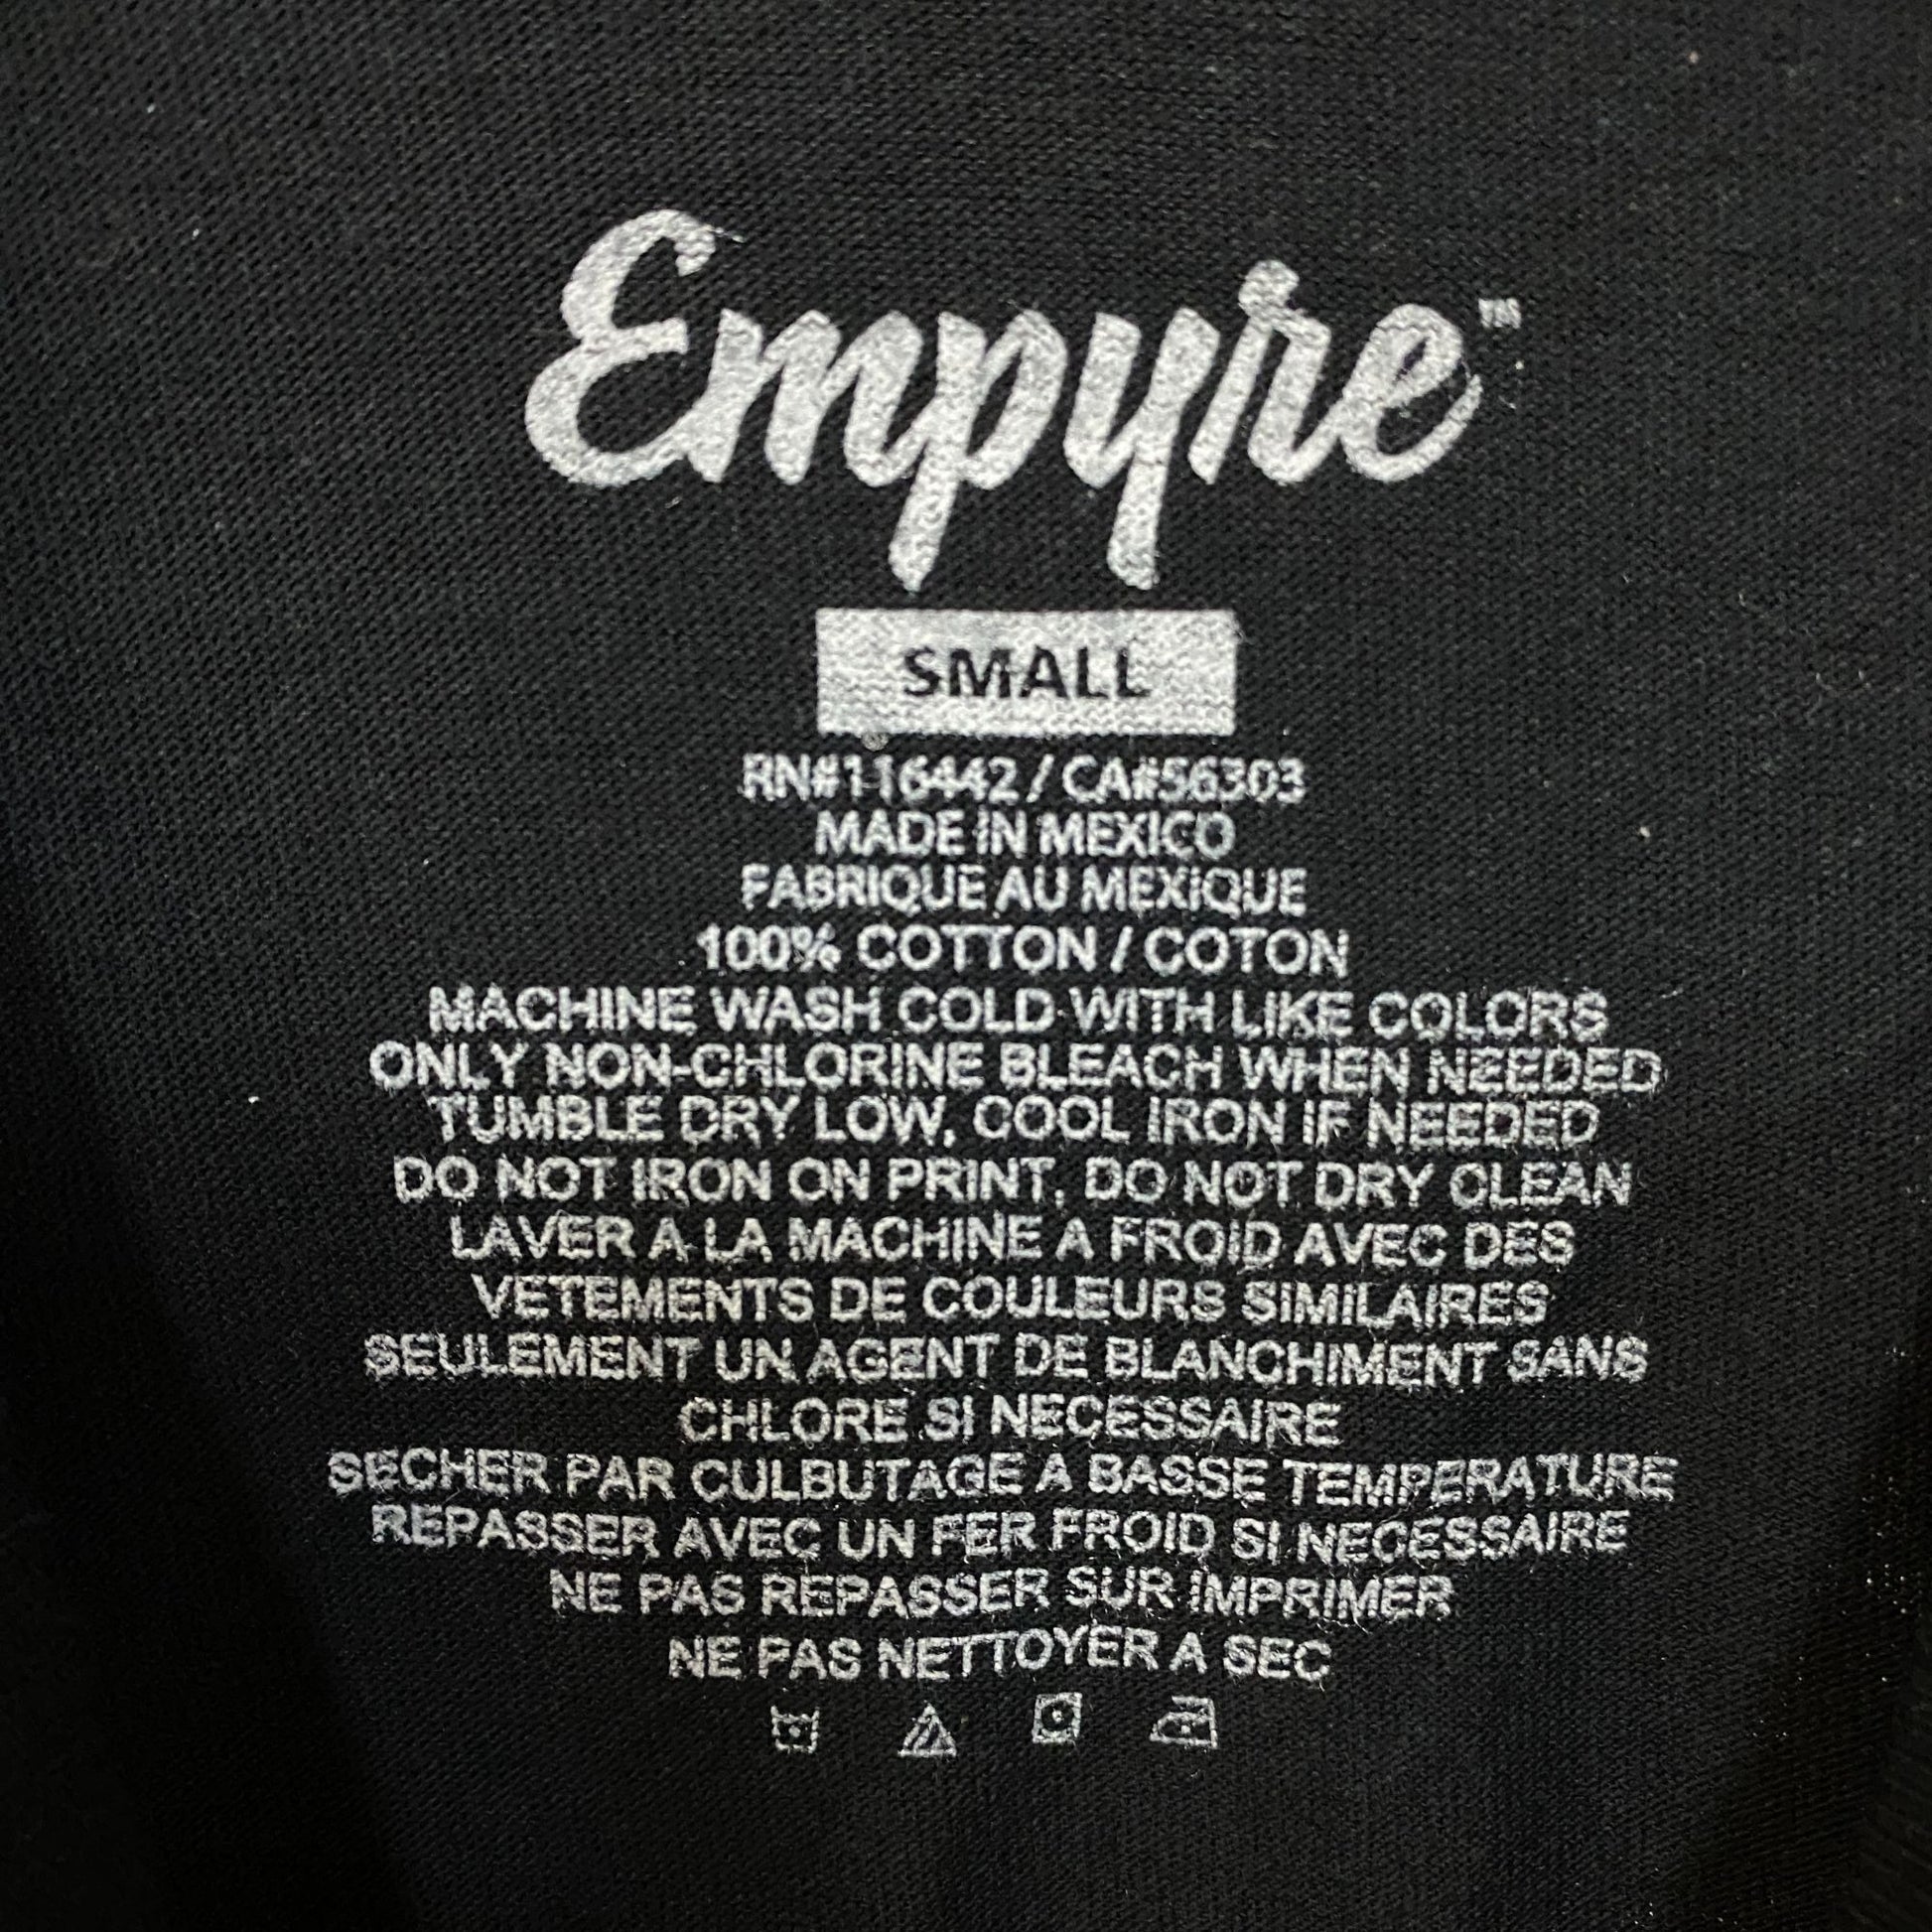 Empyre™
SMALL
RN#116442 / CA#56303
MADE IN MEXICO
FABRIQUE AU MEXIQUE
100% COTTON / COTON
MACHINE WASH COLD WITH LIKE COLORS
ONLY NON-CHLORINE BLEACH WHEN NEEDED
TUMBLE DRY LOW, COOL IRON IF NEEDED
DO NOT IRON ON PRINT, DO NOT DRY CLEAN
LAVER A LA MACHINE A FROID AVEC DES
VETEMENTS DE COULEURS SIMILAIRES
SEULEMENT UN AGENT DE BLANCHIMENT SANS
CHLORE SI NECESSAIRE
SECHER PAR CULBUTAGE A BASSE TEMPERATURE
REPASSER AVEC UN FER FROID SI NECESSAIRE
NE PAS REPASSER SUR IMPRIMER
NE PAS NETTOYER A SEC